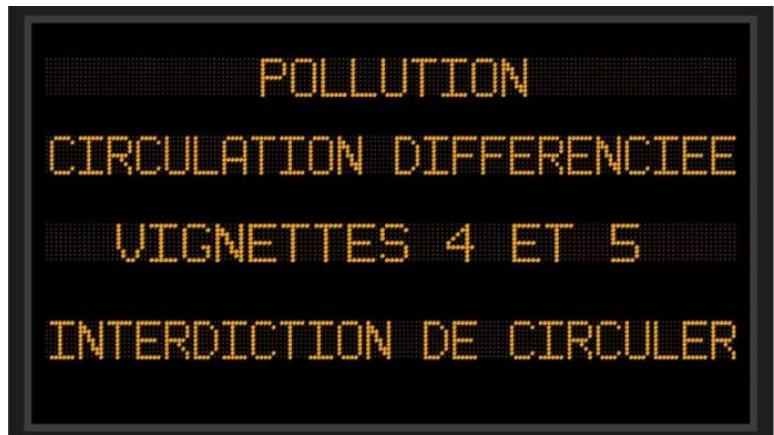 POLLUTION
CIRCULATION DIFFERENCIEE
VIGNETTES 4 ET 5
INTERDICTION DE CIRCULER